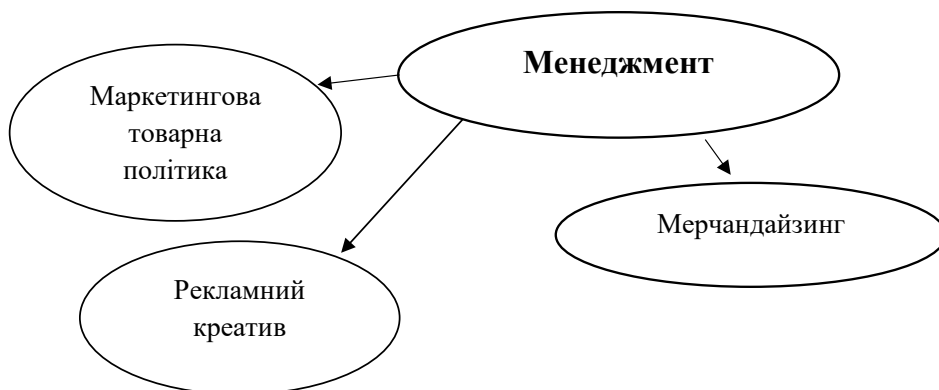 Менеджмент
Маркетингова
товарна
політика
Мерчандайзинг
Рекламний
креатив